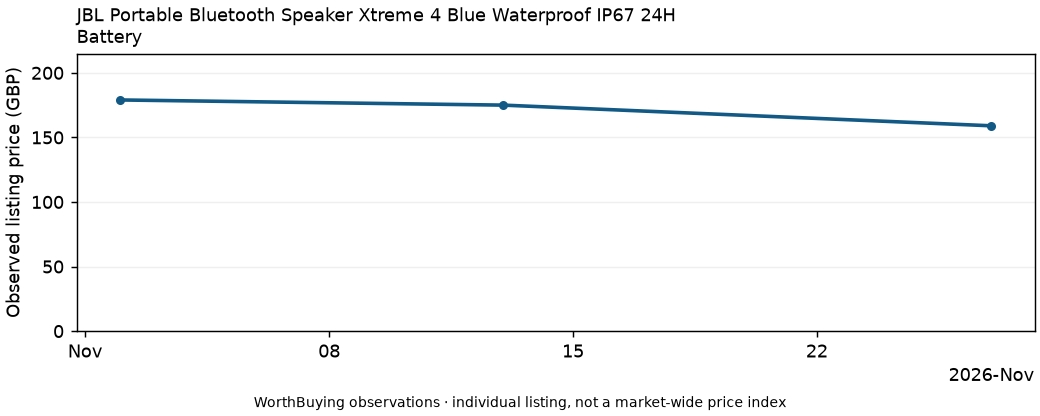 JBL Portable Bluetooth Speaker Xtreme 4 Blue Waterproof IP67 24H
Battery
Observed listing price (GBP)
200
150
100
50
0
Nov
08
15
22
2026-Nov
WorthBuying observations · individual listing, not a market-wide price index